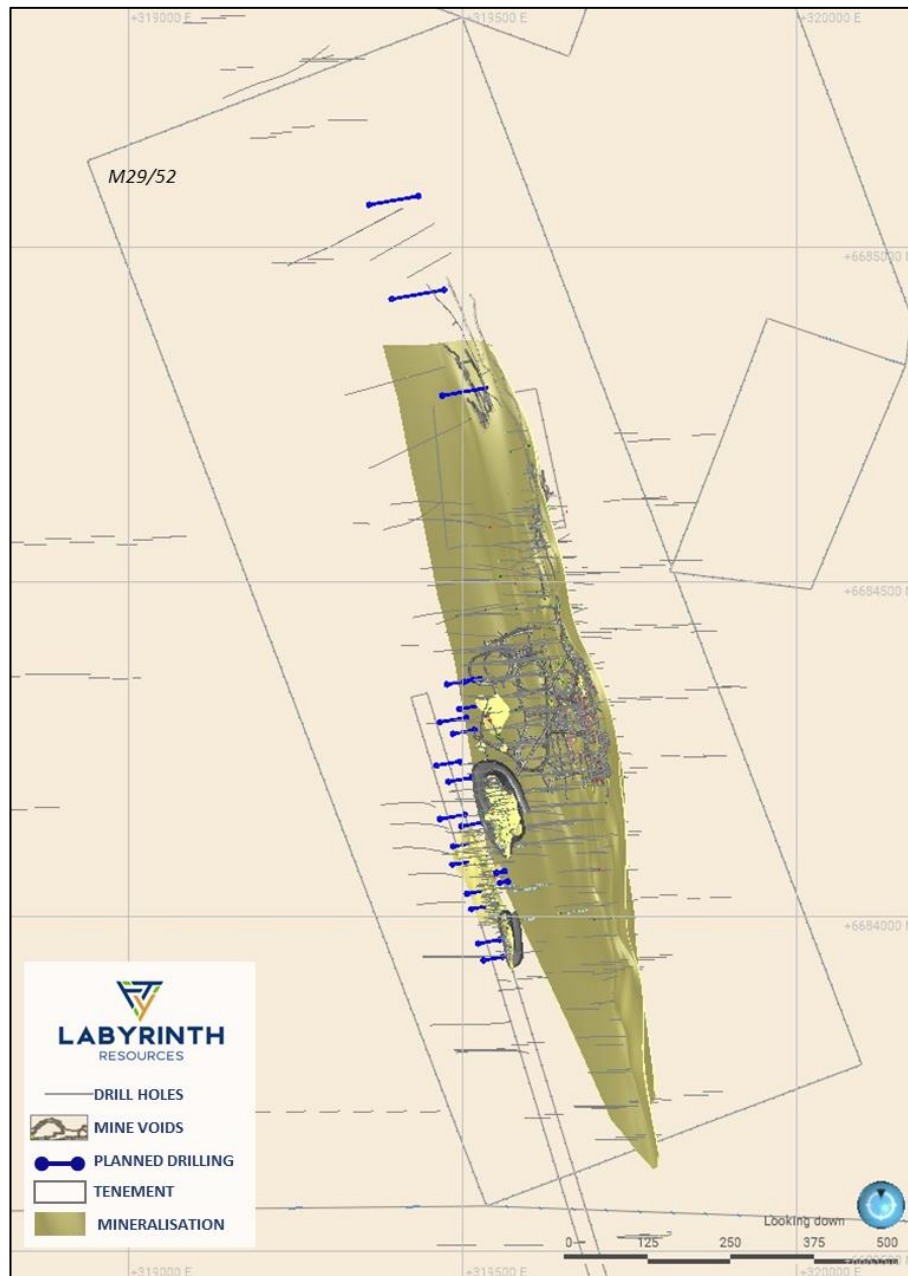 +319000 E
+319500 E
+320000 E
M29/52
+6685000 N
+6684500 N
+6684000 N
LABYRINTH
RESOURCES
DRILL HOLES
MINE VOIDS
PLANNED DRILLING
TENEMENT
MINERALISATION
Looking down
0 125 250 375 500
+319000 E
+319500 E
+320000 E